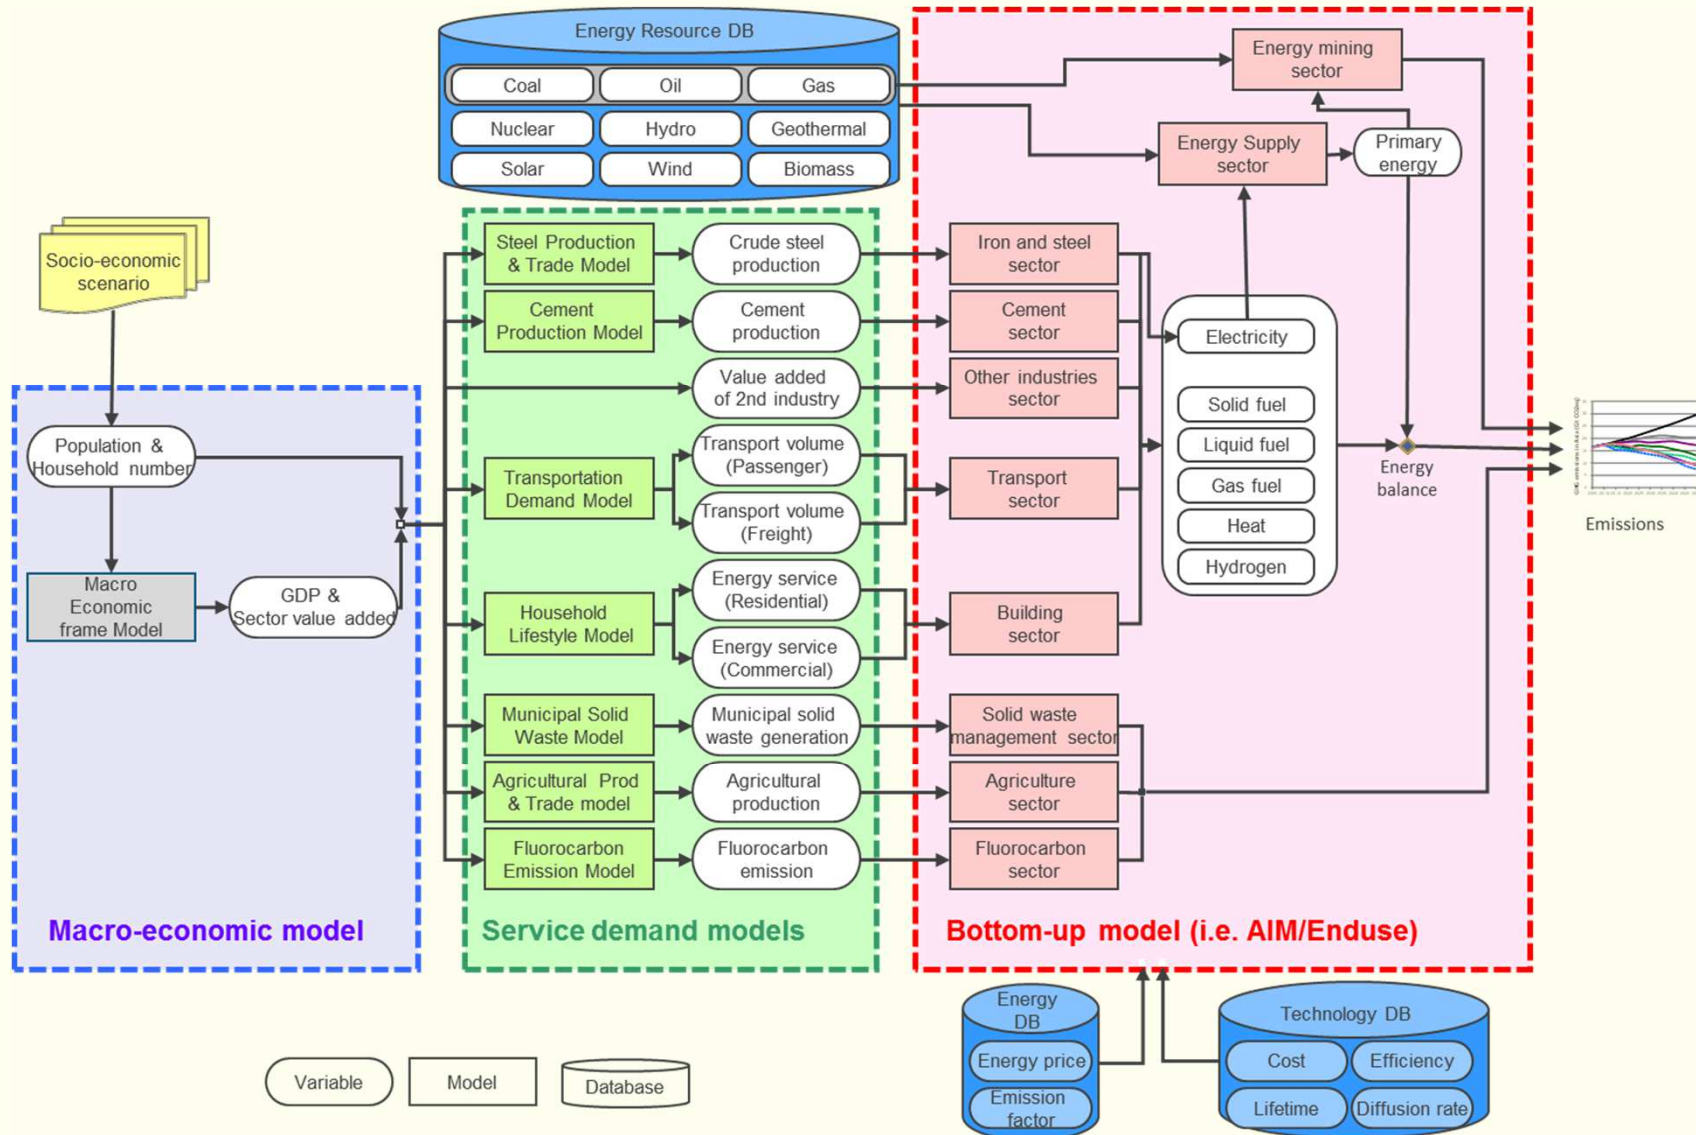 Energy Resource DB
Coal
Oil
Gas
Nuclear
Hydro
Geothermal
Solar
Wind
Biomass
Energy mining
sector
Energy Supply
sector
Primary
energy
Socio-economic
scenario
Population &
Household number
Macro
Economic
frame Model
GDP &
Sector value added
Macro-economic model
Steel Production
& Trade Model
Crude steel
production
Cement
Production Model
Cement
production
Value added
of 2nd industry
Transportation
Demand Model
Transport volume
(Passenger)
Transport volume
(Freight)
Household
Lifestyle Model
Energy service
(Residential)
Energy service
(Commercial)
Municipal Solid
Waste Model
Municipal solid
waste generation
Agricultural Prod
& Trade model
Agricultural
production
Fluorocarbon
Emission Model
Fluorocarbon
emission
Service demand models
Iron and steel
sector
Cement
sector
Other industries
sector
Transport
sector
Building
sector
Solid waste
management sector
Agriculture
sector
Fluorocarbon
sector
Electricity
Solid fuel
Liquid fuel
Gas fuel
Heat
Hydrogen
Energy
balance
Bottom-up model (i.e. AIM/Enduse)
Emissions
Energy
DB
Energy price
Emission
factor
Technology DB
Cost
Efficiency
Lifetime
Diffusion rate
Variable
Model
Database